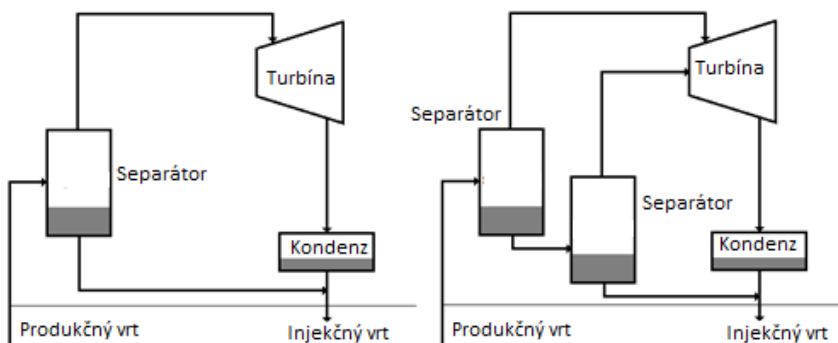 Turbína
Separátor
Kondenz
Produkčný vrt
Injekčný vrt
Turbína
Separátor
Separátor
Kondenz
Produkčný vrt
Injekčný vrt